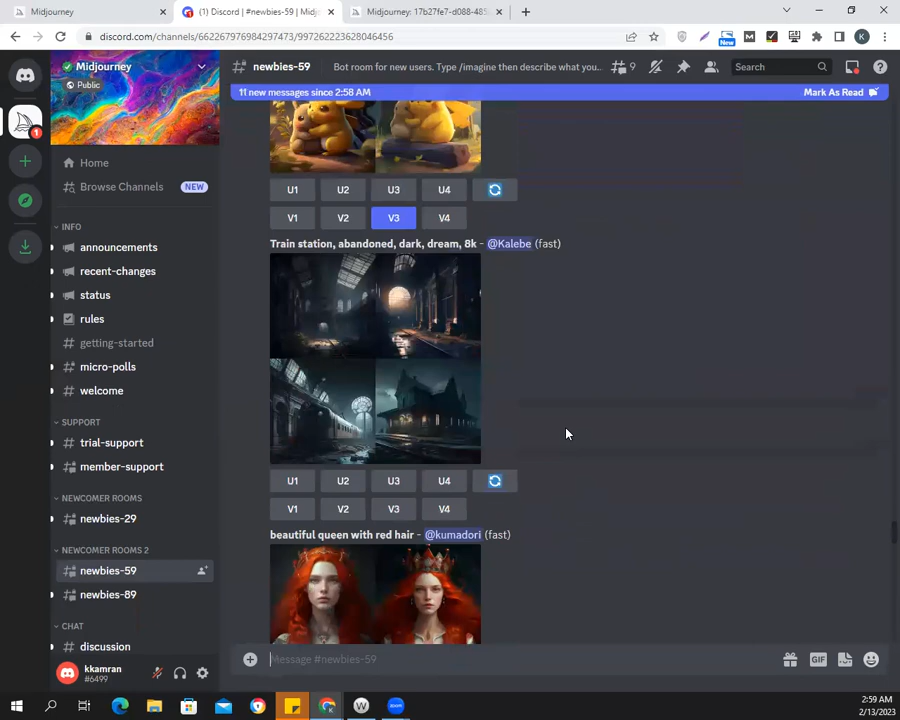 Midjourney
(1) Discord | #newbies-59 | Midj
Midjourney: 17b27fe7-d088-485
discord.com/channels/662267976984297473/997262223628046456
New
M
K
Midjourney
Public
newbies-59
Bot room for new users. Type /imagine then describe what you...
9
Search
11 new messages since 2:58 AM
Mark As Read
1
Home
Browse Channels
NEW
INFO
announcements
recent-changes
status
rules
getting-started
micro-polls
welcome
SUPPORT
trial-support
member-support
NEWCOMER ROOMS
newbies-29
NEWCOMER ROOMS 2
newbies-59
newbies-89
CHAT
discussion
kkamran
#6499
U1 U2 U3 U4
V1 V2 V3 V4
Train station, abandoned, dark, dream, 8k - @Kalebe (fast)
U1 U2 U3 U4
V1 V2 V3 V4
beautiful queen with red hair - @kumadori (fast)
Message #newbies-59
GIF
W
zoom
2:59 AM
2/13/2023